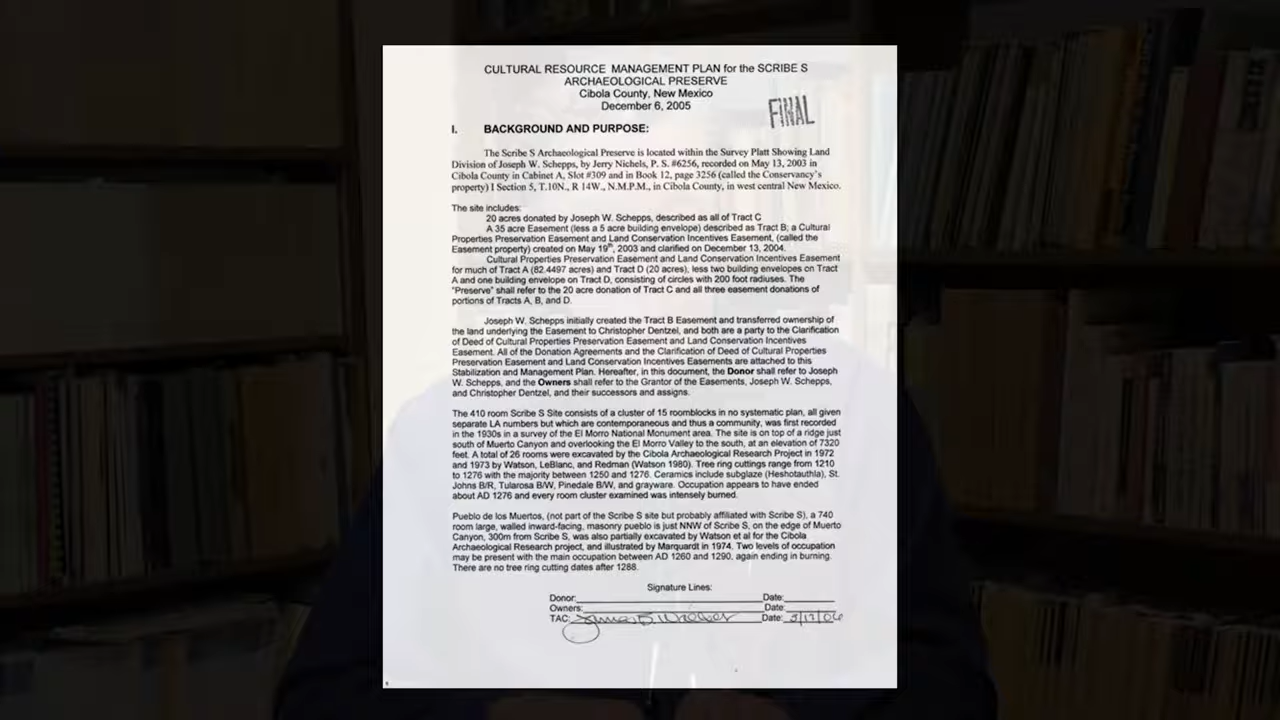 CULTURAL RESOURCE MANAGEMENT PLAN for the SCRIBE S
ARCHAEOLOGICAL PRESERVE
Cibola County, New Mexico
December 6, 2005
FINAL
I. BACKGROUND AND PURPOSE:
The Scribe S Archaeological Preserve is located within the Survey Platt Showing Land
Division of Joseph W. Schepps, by Jerry Nichels, P. S. #6256, recorded on May 13, 2003 in
Cibola County in Cabinet A, Slot #309 and in Book 12, page 3256 (called the Conservancy's
property) I Section 5, T.10N., R 14W., N.M.P.M., in Cibola County, in west central New Mexico.
The site includes:
20 acres donated by Joseph W. Schepps, described as all of Tract C
A 35 acre Easement (less a 5 acre building envelope) described as Tract B; a Cultural
Properties Preservation Easement and Land Conservation Incentives Easement, (called the
Easement property) created on May 19th, 2003 and clarified on December 13, 2004.
Cultural Properties Preservation Easement and Land Conservation Incentives Easement
for much of Tract A (82.4497 acres) and Tract D (20 acres), less two building envelopes on Tract
A and one building envelope on Tract D, consisting of circles with 200 foot radiuses. The
"Preserve" shall refer to the 20 acre donation of Tract C and all three easement donations of
portions of Tracts A, B, and D.
Joseph W. Schepps initially created the Tract B Easement and transferred ownership of
the land underlying the Easement to Christopher Dentzel, and both are a party to the Clarification
of Deed of Cultural Properties Preservation Easement and Land Conservation Incentives
Easement. All of the Donation Agreements and the Clarification of Deed of Cultural Properties
Preservation Easement and Land Conservation Incentives Easements are attached to this
Stabilization and Management Plan. Hereafter, in this document, the Donor shall refer to Joseph
W. Schepps, and the Owners shall refer to the Grantor of the Easements, Joseph W. Schepps,
and Christopher Dentzel, and their successors and assigns.
The 410 room Scribe S Site consists of a cluster of 15 roomblocks in no systematic plan, all given
separate LA numbers but which are contemporaneous and thus a community, was first recorded
in the 1930s in a survey of the El Morro National Monument area. The site is on top of a ridge just
south of Muerto Canyon and overlooking the El Morro Valley to the south, at an elevation of 7320
feet. A total of 26 rooms were excavated by the Cibola Archaeological Research Project in 1972
and 1973 by Watson, LeBlanc, and Redman (Watson 1980). Tree ring cuttings range from 1210
to 1276 with the majority between 1250 and 1276. Ceramics include subglaze (Heshotauthla), St.
Johns B/R, Tularosa B/W, Pinedale B/W, and grayware. Occupation appears to have ended
about AD 1276 and every room cluster examined was intensely burned.
Pueblo de los Muertos, (not part of the Scribe S site but probably affiliated with Scribe S), a 740
room large, walled inward-facing, masonry pueblo is just NNW of Scribe S, on the edge of Muerto
Canyon, 300m from Scribe S, was also partially excavated by Watson et al for the Cibola
Archaeological Research project, and illustrated by Marquardt in 1974. Two levels of occupation
may be present with the main occupation between AD 1260 and 1290, again ending in burning.
There are no tree ring cutting dates after 1288.
Signature Lines:
Donor: Date:
Owners: Date:
TAC: Date: